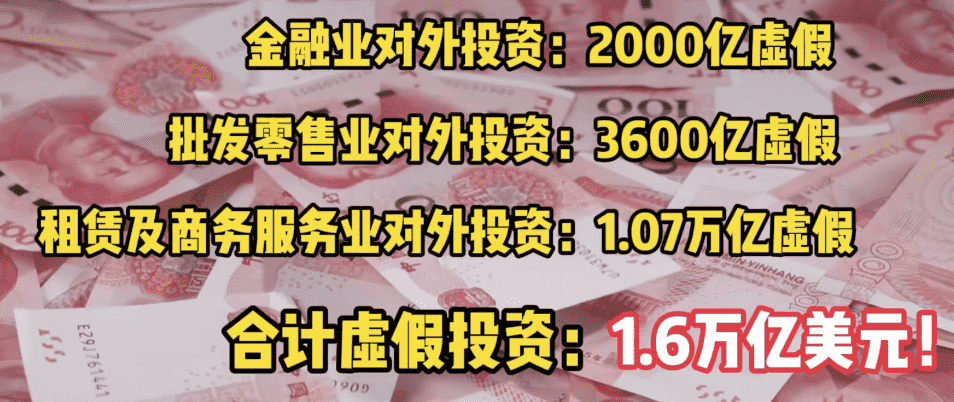 金融业对外投资：2000亿虚假
批发零售业对外投资：3600亿虚假
租赁及商务服务业对外投资：1.07万亿虚假
合计虚假投资：1.6万亿美元！
100
E29J761441